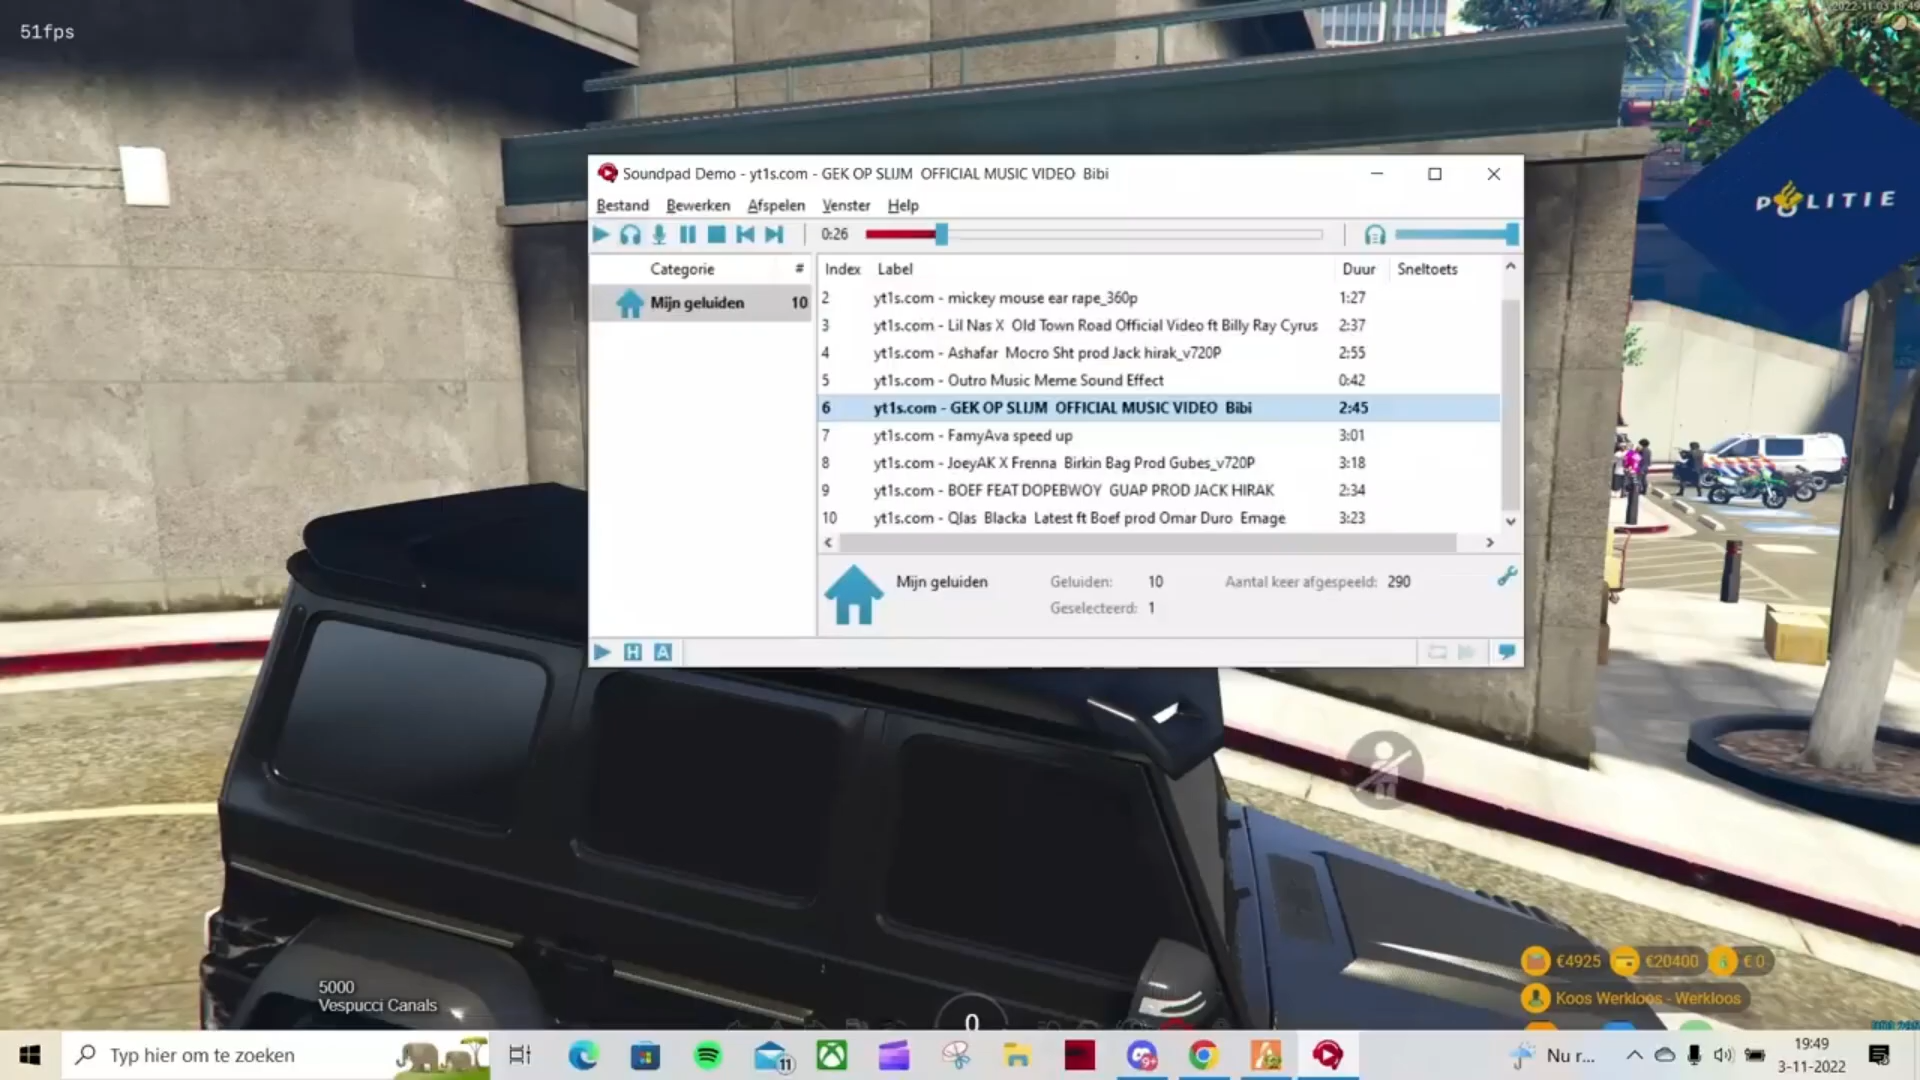 51fps
2022-11-03 19:49
POLITIE
Soundpad Demo - yt1s.com - GEK OP SLIJM OFFICIAL MUSIC VIDEO Bibi
Bestand Bewerken Afspelen Venster Help
0:26
Categorie #
Mijn geluiden 10
Index Label Duur Sneltoets
2 yt1s.com - mickey mouse ear rape_360p 1:27
3 yt1s.com - Lil Nas X Old Town Road Official Video ft Billy Ray Cyrus 2:37
4 yt1s.com - Ashafar Mocro Sht prod Jack hirak_v720P 2:55
5 yt1s.com - Outro Music Meme Sound Effect 0:42
6 yt1s.com - GEK OP SLIJM OFFICIAL MUSIC VIDEO Bibi 2:45
7 yt1s.com - FamyAva speed up 3:01
8 yt1s.com - JoeyAK X Frenna Birkin Bag Prod Gubes_v720P 3:18
9 yt1s.com - BOEF FEAT DOPEBWOY GUAP PROD JACK HIRAK 2:34
10 yt1s.com - Qlas Blacka Latest ft Boef prod Omar Duro Emage 3:23
Mijn geluiden Geluiden: 10 Aantal keer afgespeeld: 290
Geselecteerd: 1
H A
€4925 €20400 €0
Koos Werkloos - Werkloos
5000
Vespucci Canals
0
Typ hier om te zoeken
11
9+
Nu r...
19:49
3-11-2022